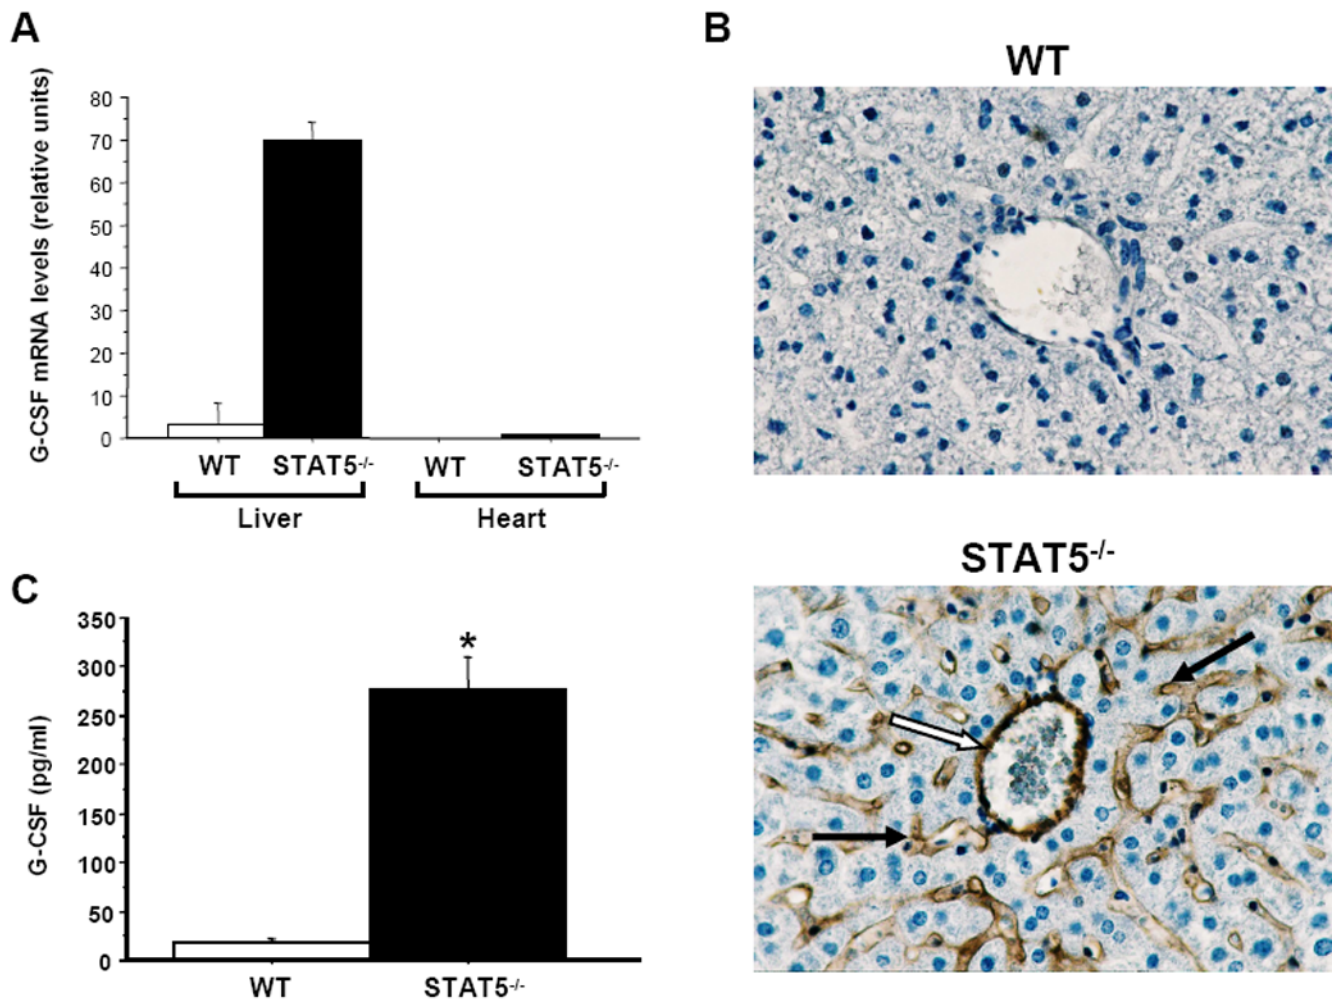 A
G-CSF mRNA levels (relative units)
80
70
60
50
40
30
20
10
0
WT
STAT5-/-
WT
STAT5-/-
Liver
Heart
B
WT
STAT5-/-
C
G-CSF (pg/ml)
350
300
250
200
150
100
50
0
*
WT
STAT5-/-